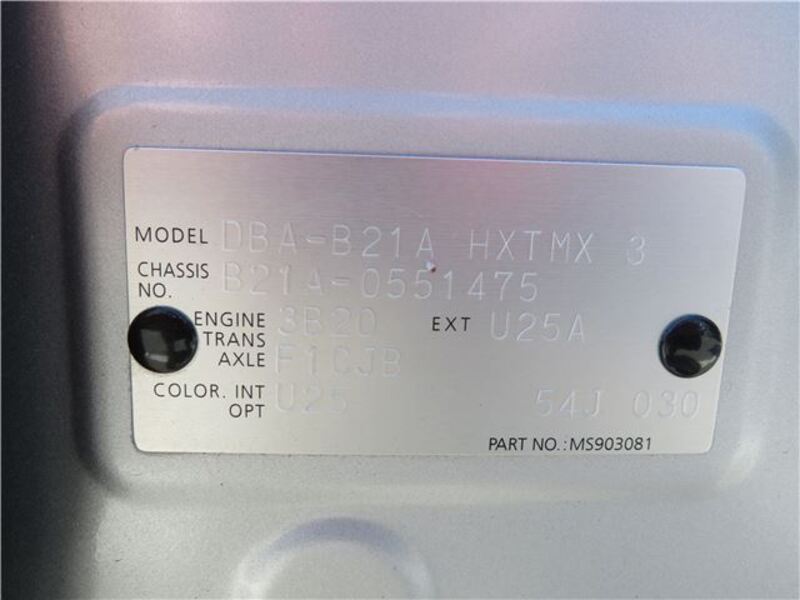 MODEL DBA-B21A HXTMX 3
CHASSIS NO. B21A-0551475
ENGINE 3B20 EXT U25A
TRANS AXLE F1CJB
COLOR. INT OPT U25 54J 030
PART NO.:MS903081